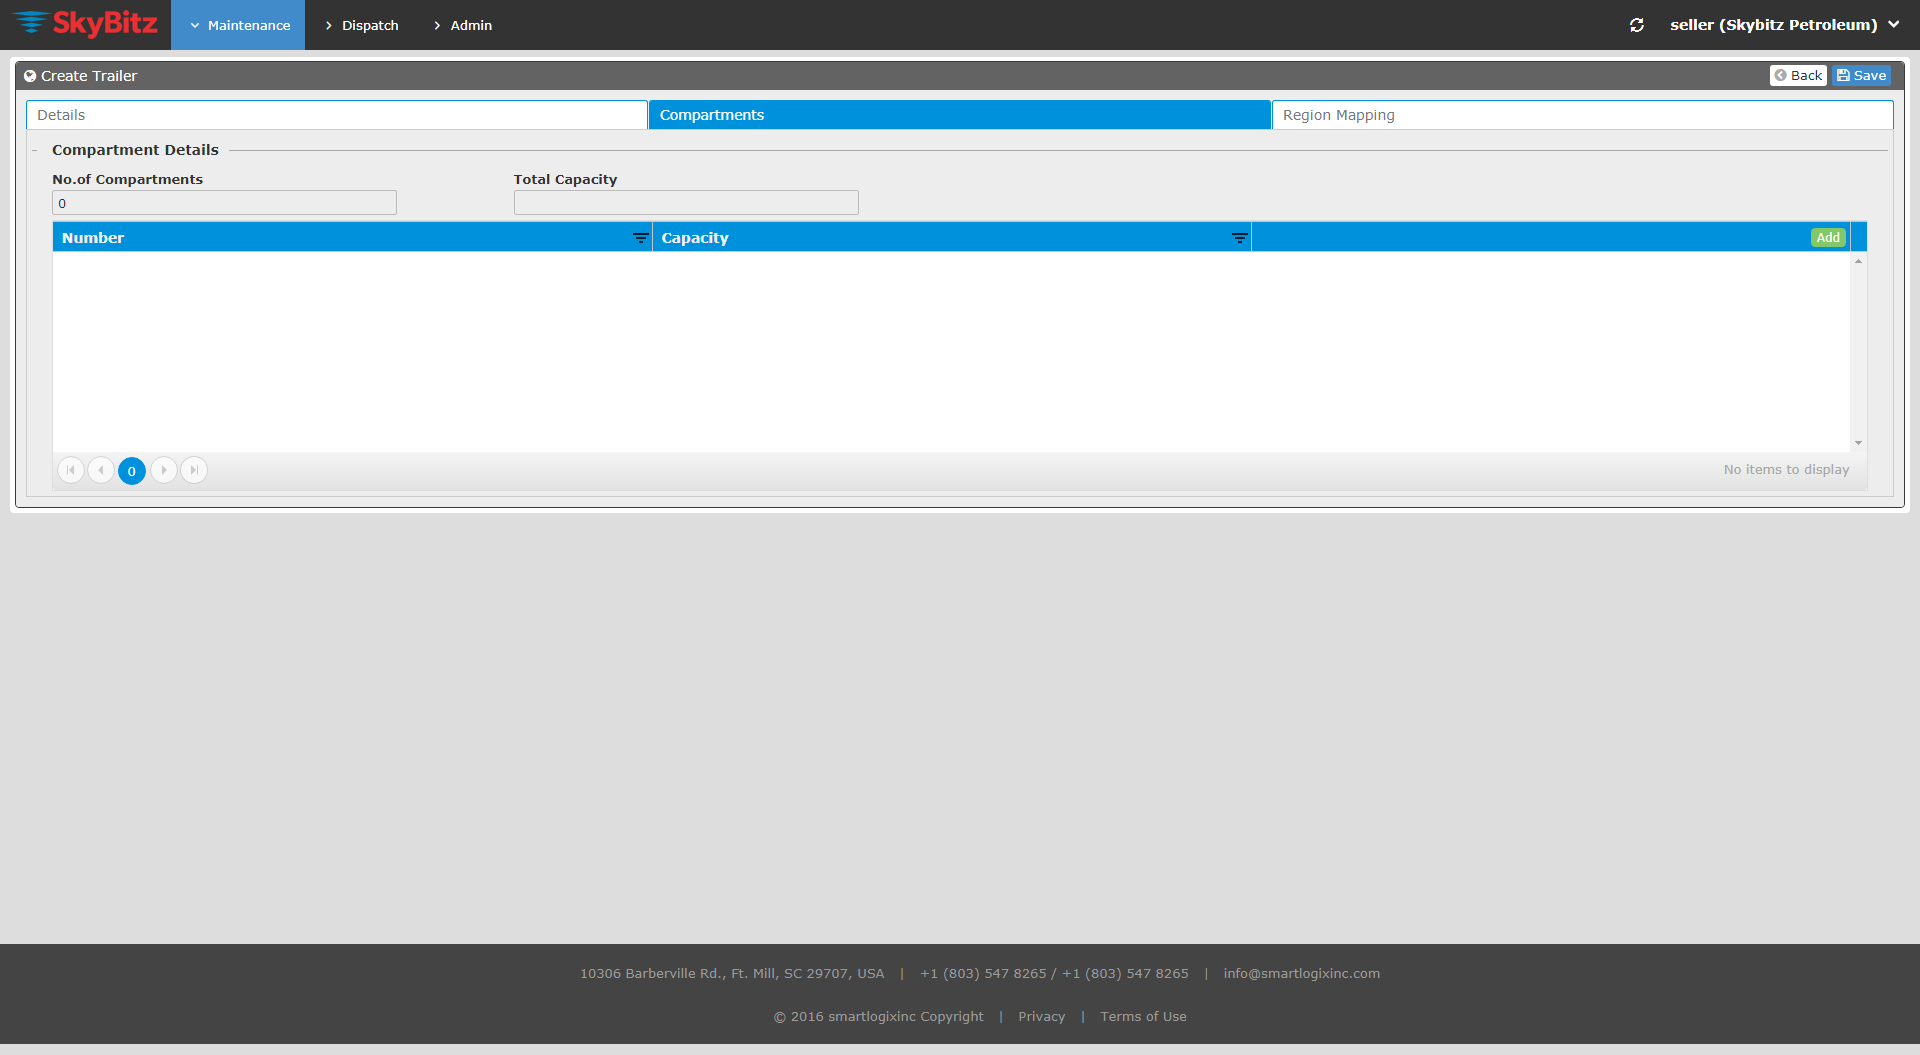 SkyBitz Maintenance Dispatch Admin seller (Skybitz Petroleum)
Create Trailer Back Save
Details Compartments Region Mapping
Compartment Details
No.of Compartments Total Capacity
0
Number Capacity Add
0 No items to display
10306 Barberville Rd., Ft. Mill, SC 29707, USA | +1 (803) 547 8265 / +1 (803) 547 8265 | info@smartlogixinc.com
© 2016 smartlogixinc Copyright | Privacy | Terms of Use